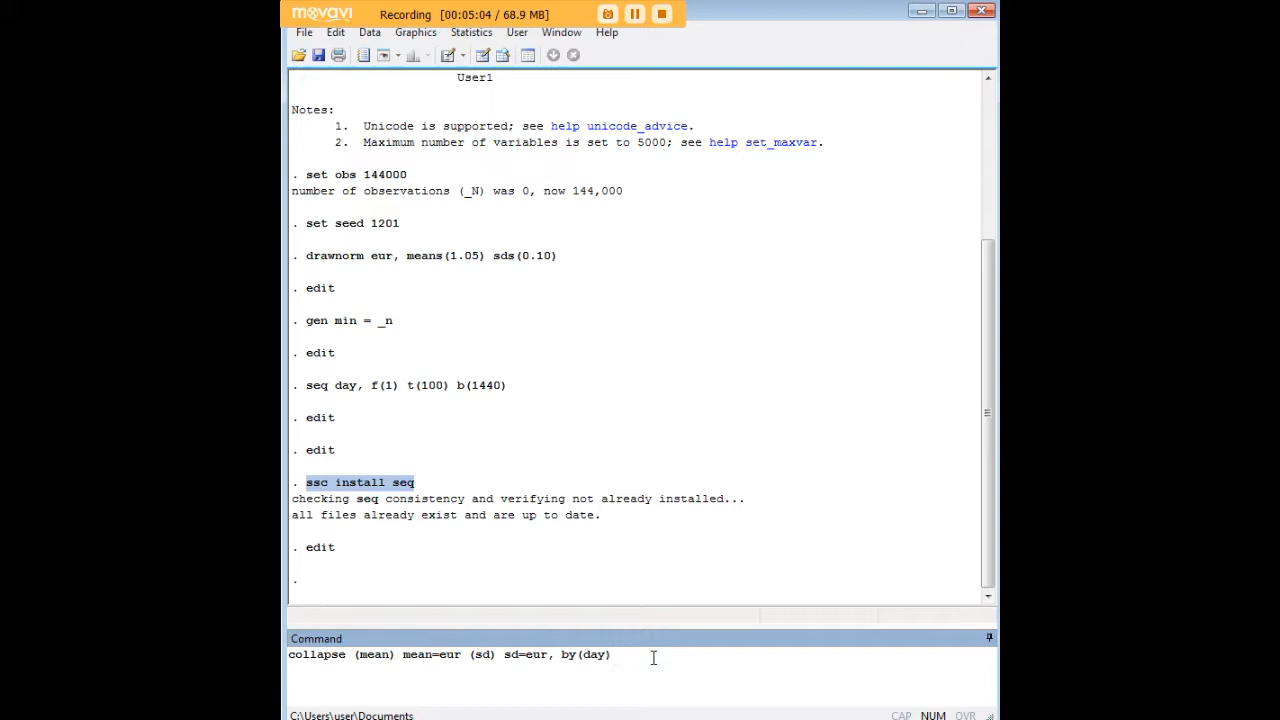 movavi Recording [00:05:04 / 68.9 MB]
File Edit Data Graphics Statistics User Window Help
User1
Notes:
1. Unicode is supported; see help unicode_advice.
2. Maximum number of variables is set to 5000; see help set_maxvar.
. set obs 144000
number of observations (_N) was 0, now 144,000
. set seed 1201
. drawnorm eur, means(1.05) sds(0.10)
. edit
. gen min = _n
. edit
. seq day, f(1) t(100) b(1440)
. edit
. edit
. ssc install seq
checking seq consistency and verifying not already installed...
all files already exist and are up to date.
. edit
.
Command
collapse (mean) mean=eur (sd) sd=eur, by(day)
C:\Users\user\Documents CAP NUM OVR